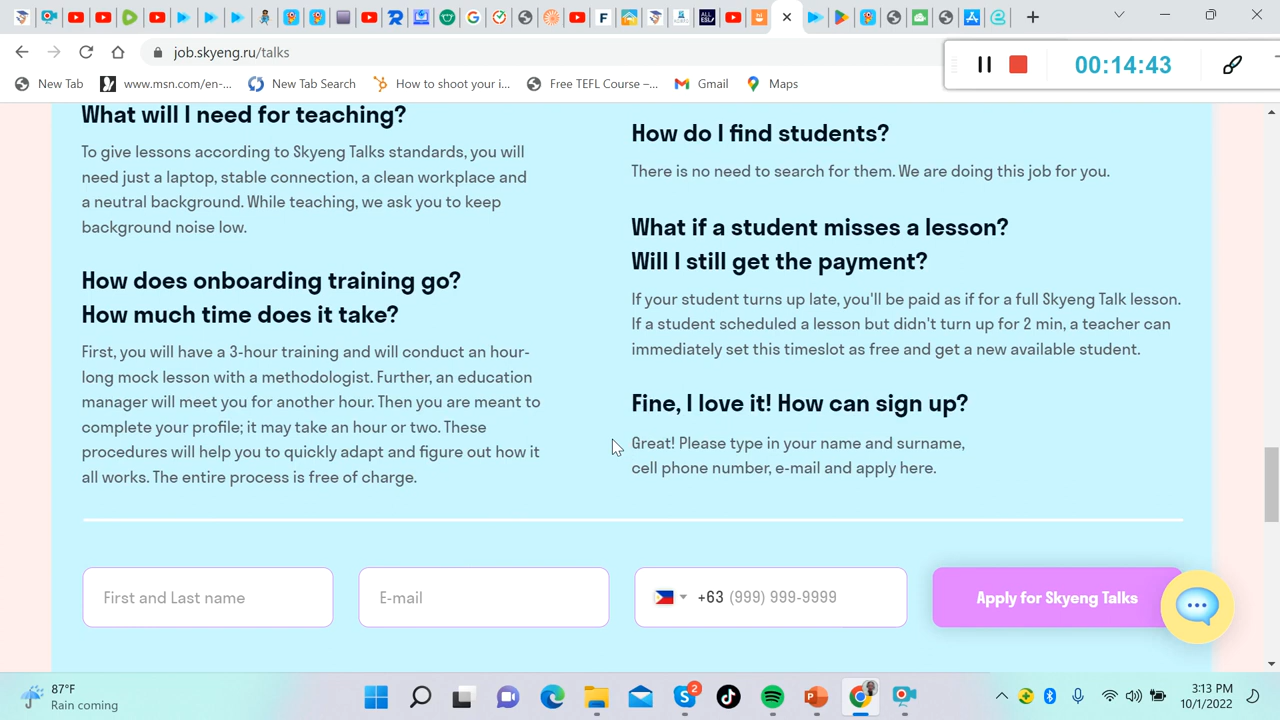 job.skyeng.ru/talks
00:14:43
New Tab
www.msn.com/en-...
New Tab Search
How to shoot your i...
Free TEFL Course –...
Gmail
Maps
What will I need for teaching?
To give lessons according to Skyeng Talks standards, you will
need just a laptop, stable connection, a clean workplace and
a neutral background. While teaching, we ask you to keep
background noise low.
How does onboarding training go?
How much time does it take?
First, you will have a 3-hour training and will conduct an hour-
long mock lesson with a methodologist. Further, an education
manager will meet you for another hour. Then you are meant to
complete your profile; it may take an hour or two. These
procedures will help you to quickly adapt and figure out how it
all works. The entire process is free of charge.
How do I find students?
There is no need to search for them. We are doing this job for you.
What if a student misses a lesson?
Will I still get the payment?
If your student turns up late, you'll be paid as if for a full Skyeng Talk lesson.
If a student scheduled a lesson but didn't turn up for 2 min, a teacher can
immediately set this timeslot as free and get a new available student.
Fine, I love it! How can sign up?
Great! Please type in your name and surname,
cell phone number, e-mail and apply here.
First and Last name
E-mail
+63 (999) 999-9999
Apply for Skyeng Talks
87°F
Rain coming
2
3:13 PM
10/1/2022